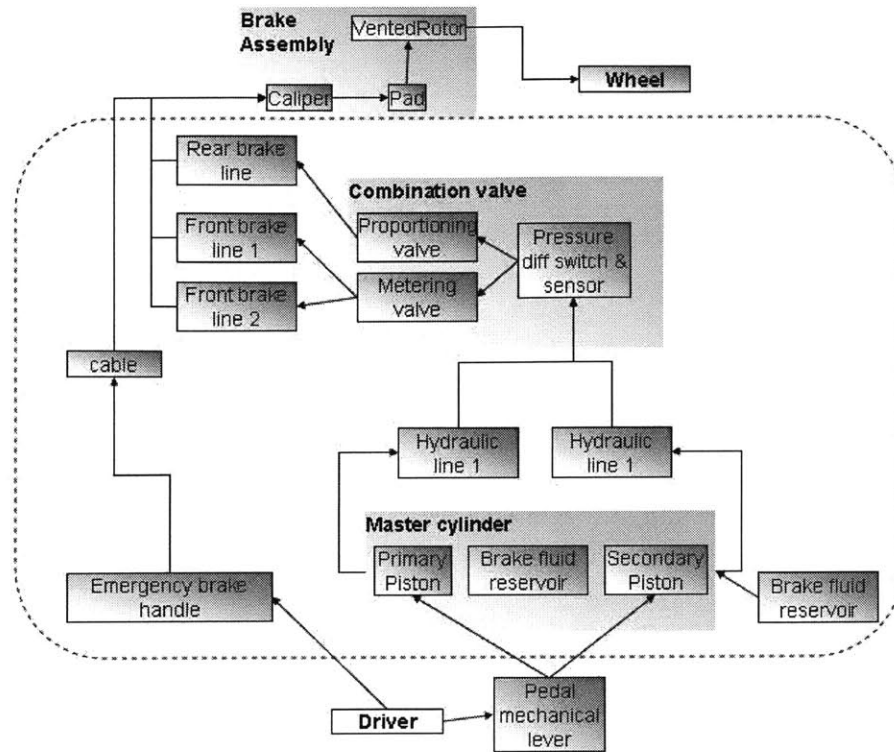 Brake
Assembly
VentedRotor
Wheel
Caliper
Pad
Rear brake
line
Combination valve
Front brake
line 1
Proportioning
valve
Pressure
diff switch &
sensor
Front brake
line 2
Metering
valve
cable
Hydraulic
line 1
Hydraulic
line 1
Master cylinder
Primary
Piston
Brake fluid
reservoir
Secondary
Piston
Emergency brake
handle
Brake fluid
reservoir
Driver
Pedal
mechanical
lever